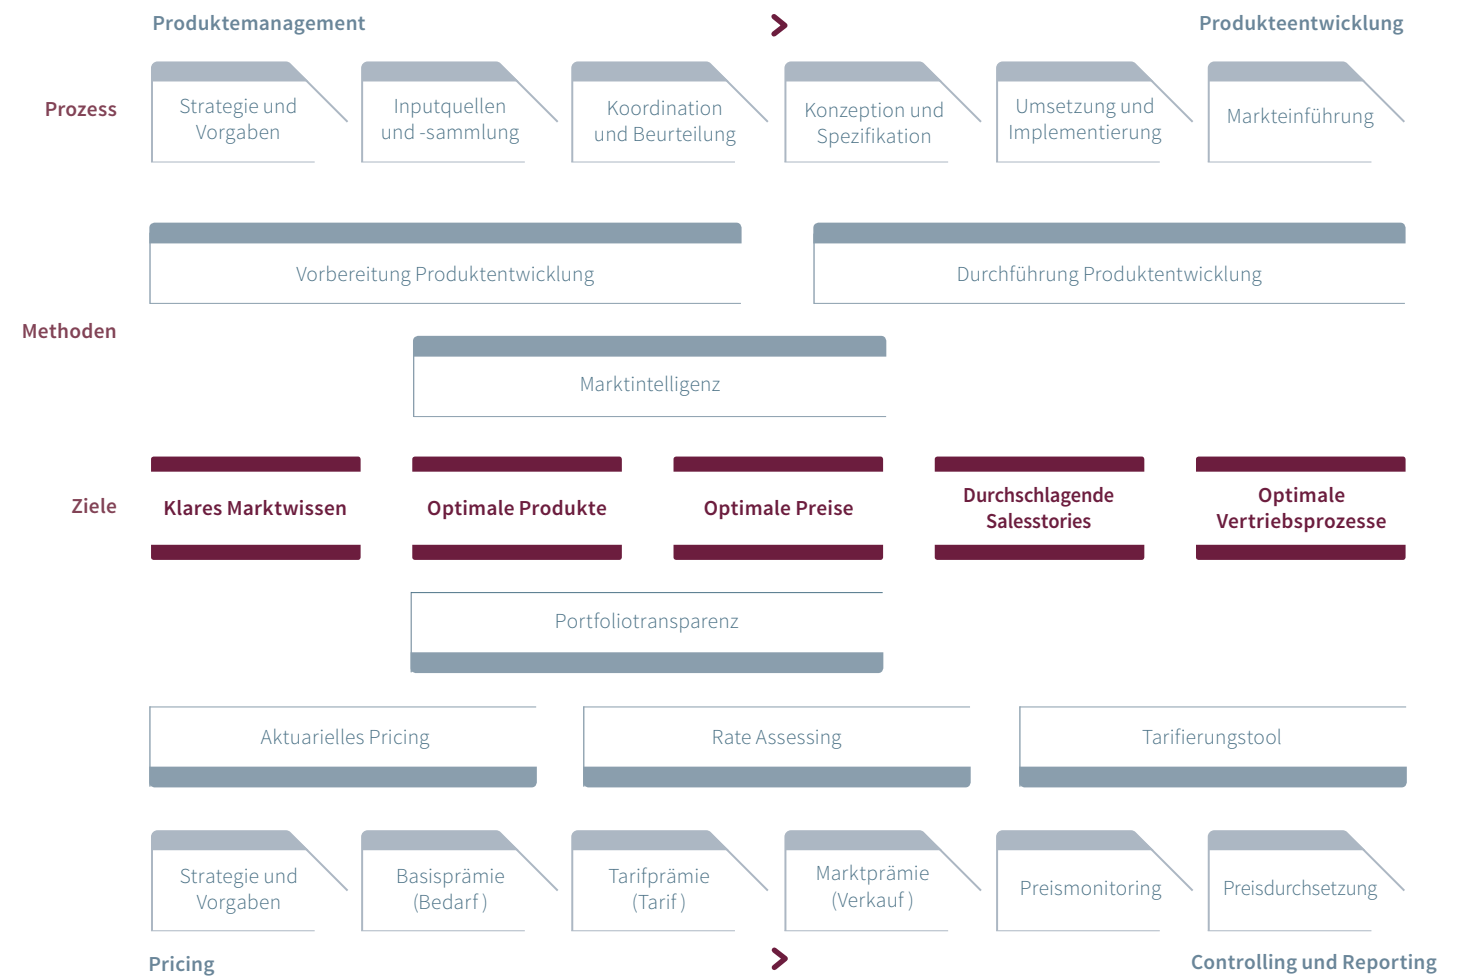 Produktemanagement
Produkteentwicklung
Prozess
Strategie und
Vorgaben
Inputquellen
und -sammlung
Koordination
und Beurteilung
Konzeption und
Spezifikation
Umsetzung und
Implementierung
Markteinführung
Vorbereitung Produktentwicklung
Durchführung Produktentwicklung
Methoden
Marktintelligenz
Ziele
Klares Marktwissen
Optimale Produkte
Optimale Preise
Durchschlagende
Salesstories
Optimale
Vertriebsprozesse
Portfoliotransparenz
Aktuarielles Pricing
Rate Assessing
Tarifierungstool
Strategie und
Vorgaben
Basisprämie
(Bedarf)
Tarifprämie
(Tarif)
Marktprämie
(Verkauf)
Preismonitoring
Preisdurchsetzung
Pricing
Controlling und Reporting